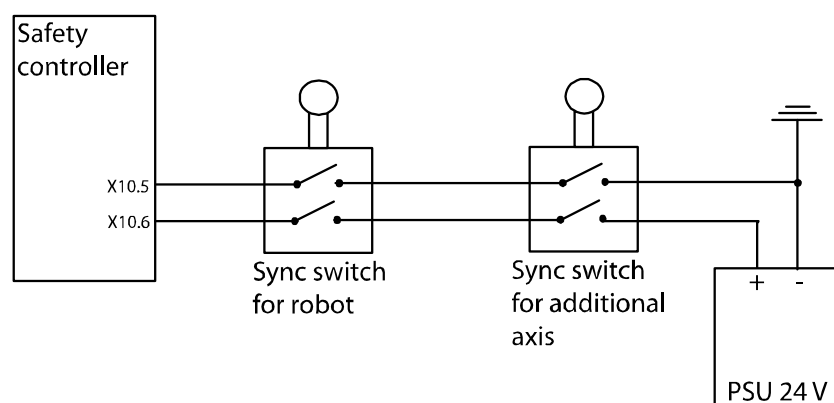 Safety
controller
X10.5
X10.6
Sync switch
for robot
Sync switch
for additional
axis
+ -
PSU 24 V